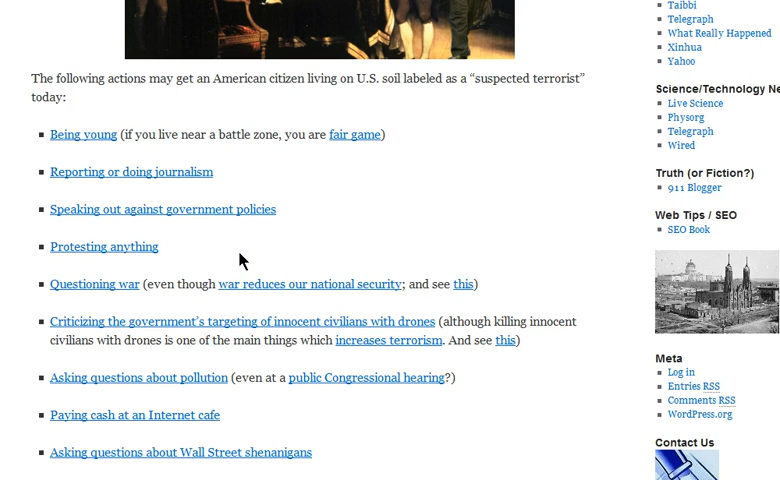 The following actions may get an American citizen living on U.S. soil labeled as a “suspected terrorist”
today:
Being young (if you live near a battle zone, you are fair game)
Reporting or doing journalism
Speaking out against government policies
Protesting anything
Questioning war (even though war reduces our national security; and see this)
Criticizing the government’s targeting of innocent civilians with drones (although killing innocent
civilians with drones is one of the main things which increases terrorism. And see this)
Asking questions about pollution (even at a public Congressional hearing?)
Paying cash at an Internet cafe
Asking questions about Wall Street shenanigans
Taibbi
Telegraph
What Really Happened
Xinhua
Yahoo
Science/Technology Ne
Live Science
Physorg
Telegraph
Wired
Truth (or Fiction?)
911 Blogger
Web Tips / SEO
SEO Book
Meta
Log in
Entries RSS
Comments RSS
WordPress.org
Contact Us